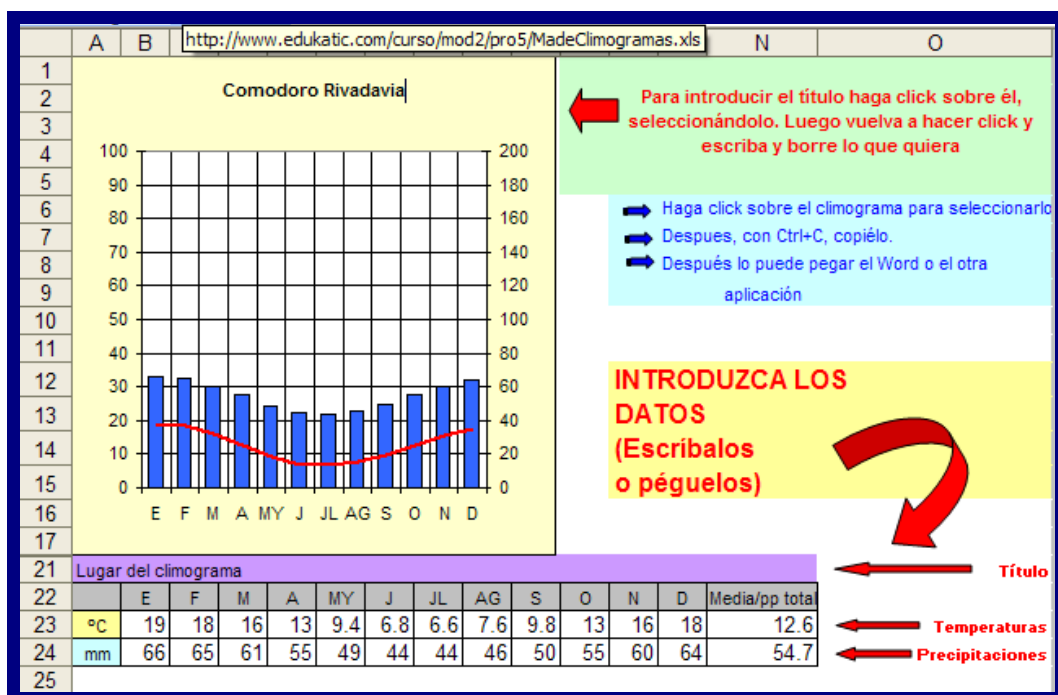 A B http://www.edukatic.com/curso/mod2/pro5/MadeClimogramas.xls N O
1
2
3
4
5
6
7
8
9
10
11
12
13
14
15
16
17
21
22
23
24
25
Comodoro Rivadavia
100 200
90 180
80 160
70 140
60 120
50 100
40 80
30 60
20 40
10 20
0 0
E F M A MY J JL AG S O N D
Para introducir el título haga click sobre él,
seleccionándolo. Luego vuelva a hacer click y
escriba y borre lo que quiera
Haga click sobre el climograma para seleccionarlo
Despues, con Ctrl+C, copiélo.
Después lo puede pegar el Word o el otra
aplicación
INTRODUZCA LOS
DATOS
(Escríbalos
o péguelos)
Lugar del climograma
Título
E F M A MY J JL AG S O N D Media/pp total
ºC 19 18 16 13 9.4 6.8 6.6 7.6 9.8 13 16 18 12.6
Temperaturas
mm 66 65 61 55 49 44 44 46 50 55 60 64 54.7
Precipitaciones